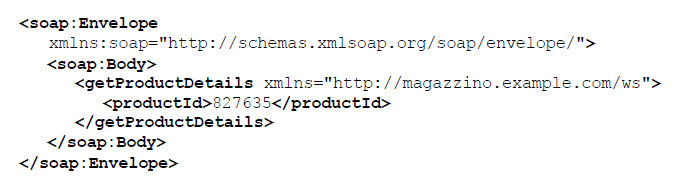 <soap:Envelope
xmlns:soap="http://schemas.xmlsoap.org/soap/envelope/">
<soap:Body>
<getProductDetails xmlns="http://magazzino.example.com/ws">
<productId>827635</productId>
</getProductDetails>
</soap:Body>
</soap:Envelope>